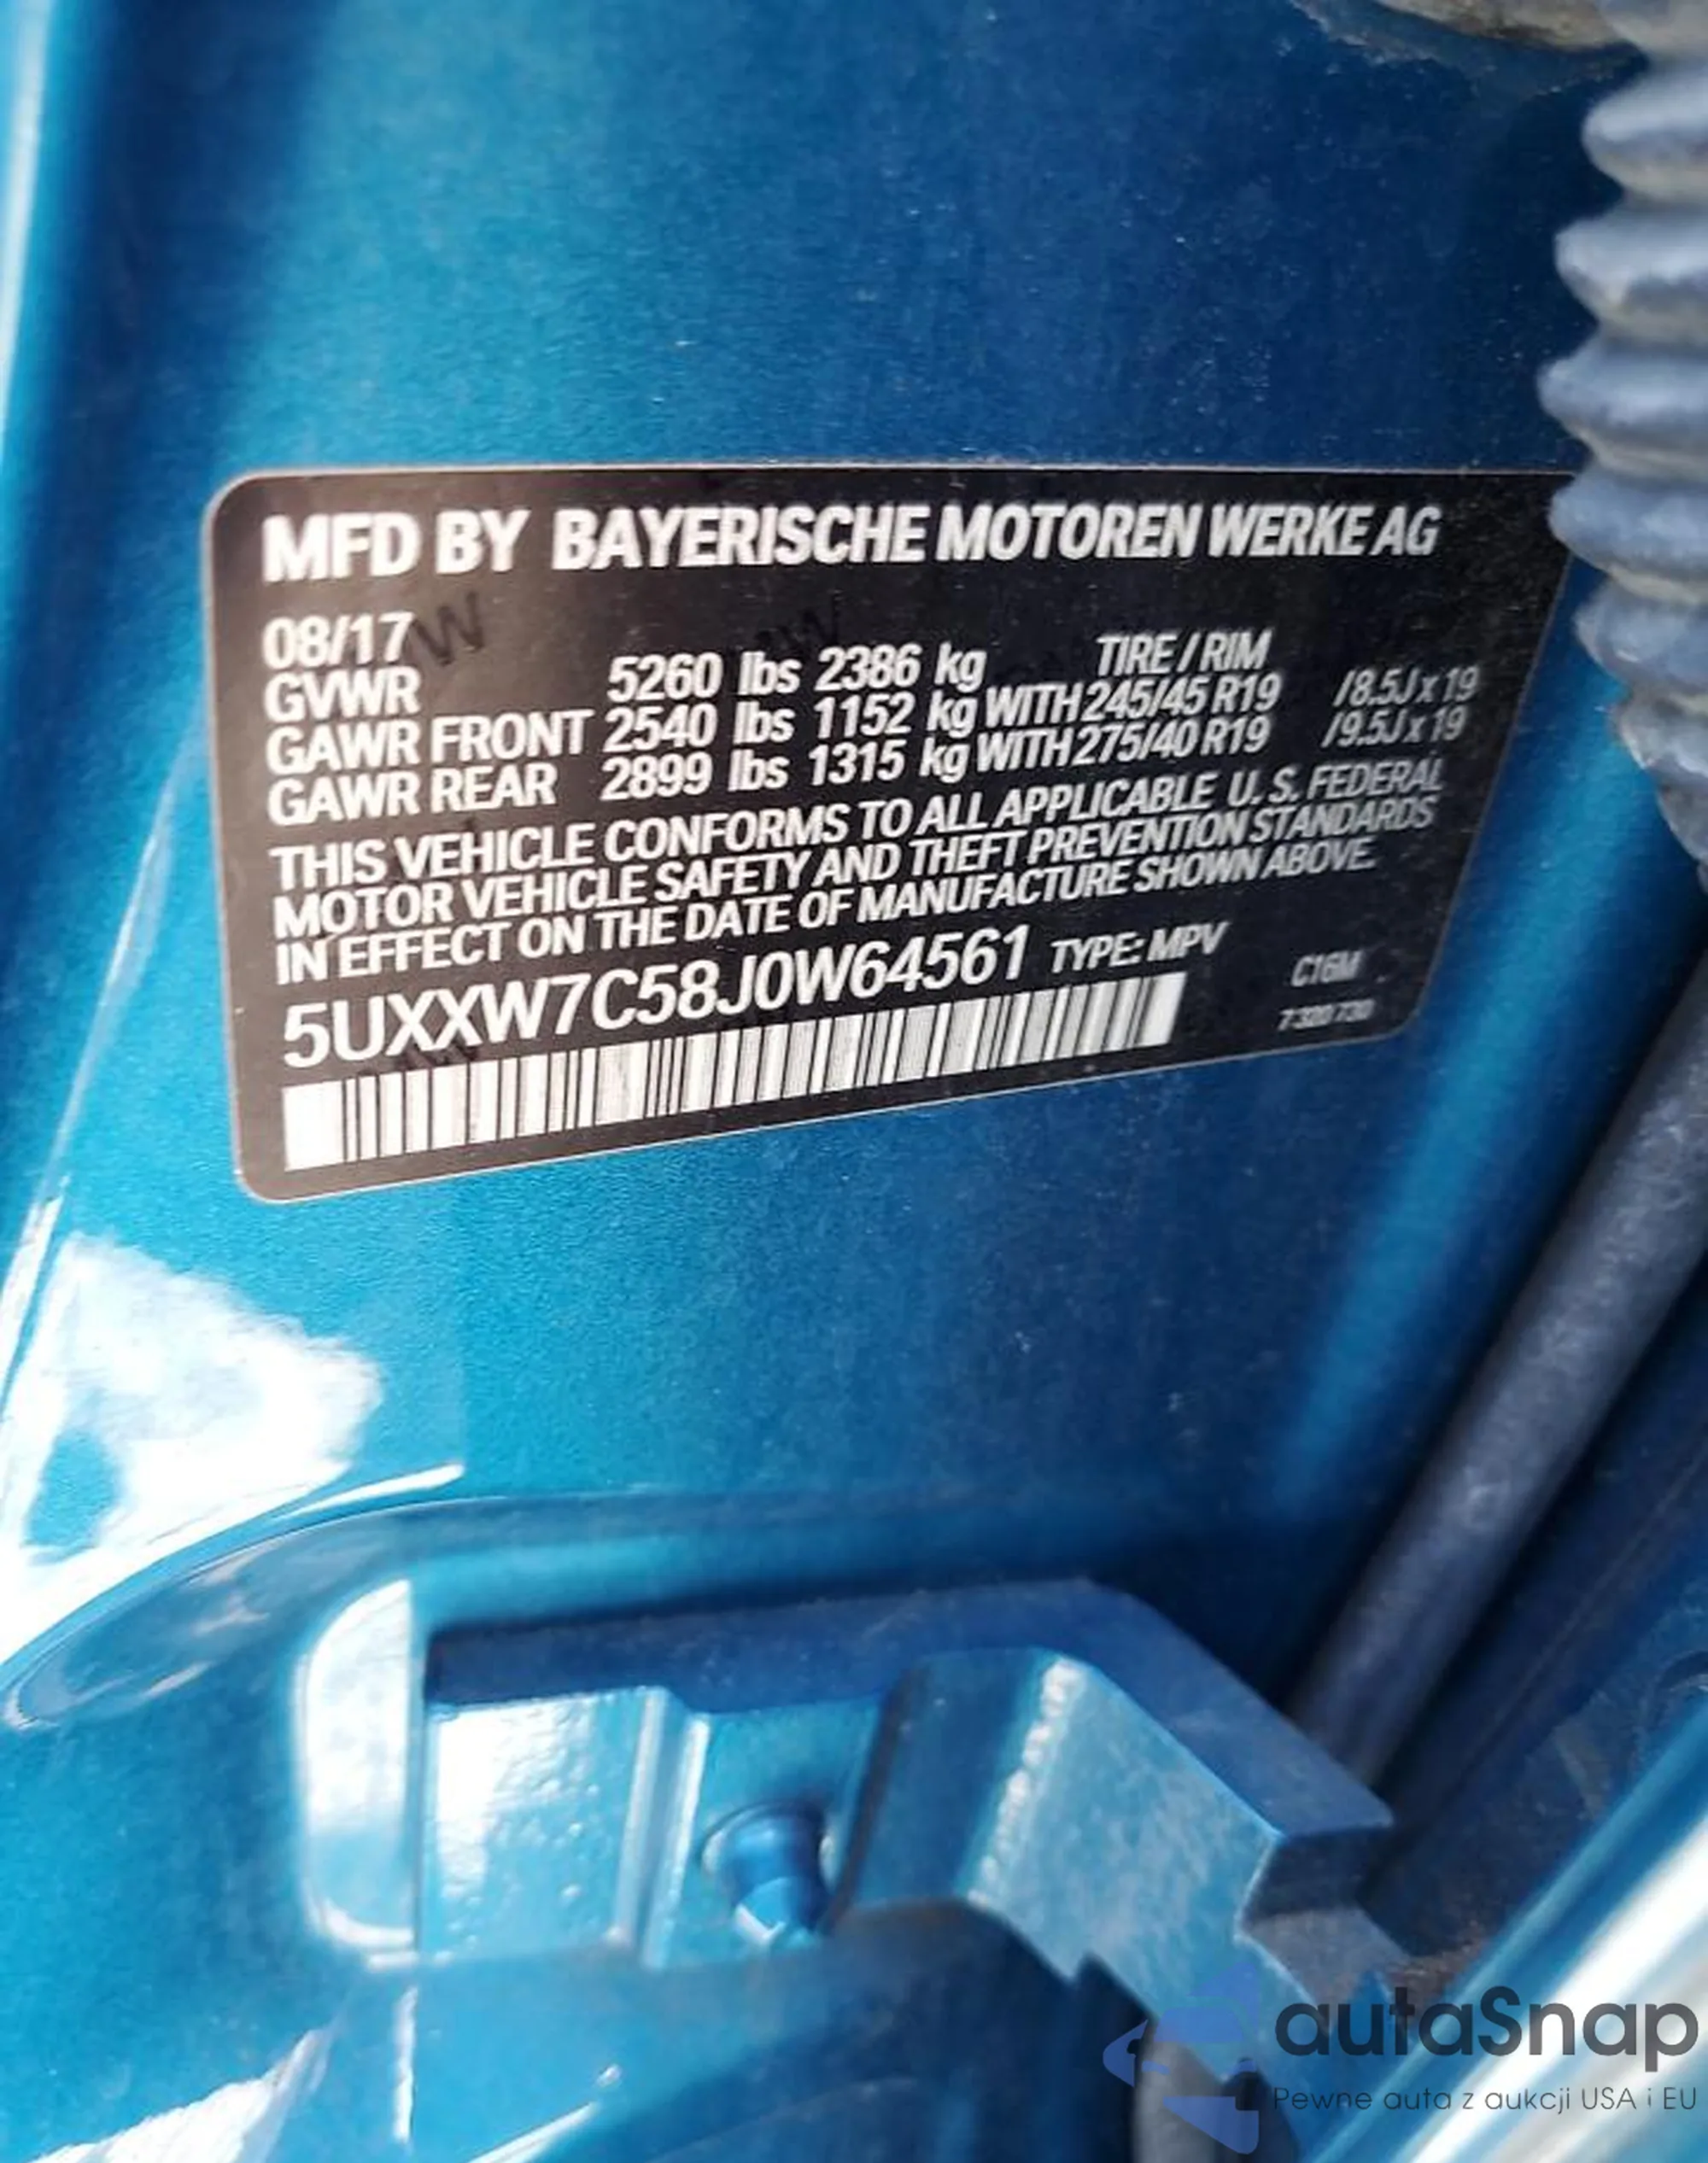 MFD BY BAYERISCHE MOTOREN WERKE AG
08/17
GVWR 5260 lbs 2386 kg TIRE / RIM
GAWR FRONT 2540 lbs 1152 kg WITH 245/45 R19 /8.5J x 19
GAWR REAR 2899 lbs 1315 kg WITH 275/40 R19 /9.5J x 19
THIS VEHICLE CONFORMS TO ALL APPLICABLE U. S. FEDERAL
MOTOR VEHICLE SAFETY AND THEFT PREVENTION STANDARDS
IN EFFECT ON THE DATE OF MANUFACTURE SHOWN ABOVE.
5UXXW7C58J0W64561 TYPE: MPV C16M
autaSnap
Pewne auta z aukcji USA i EU